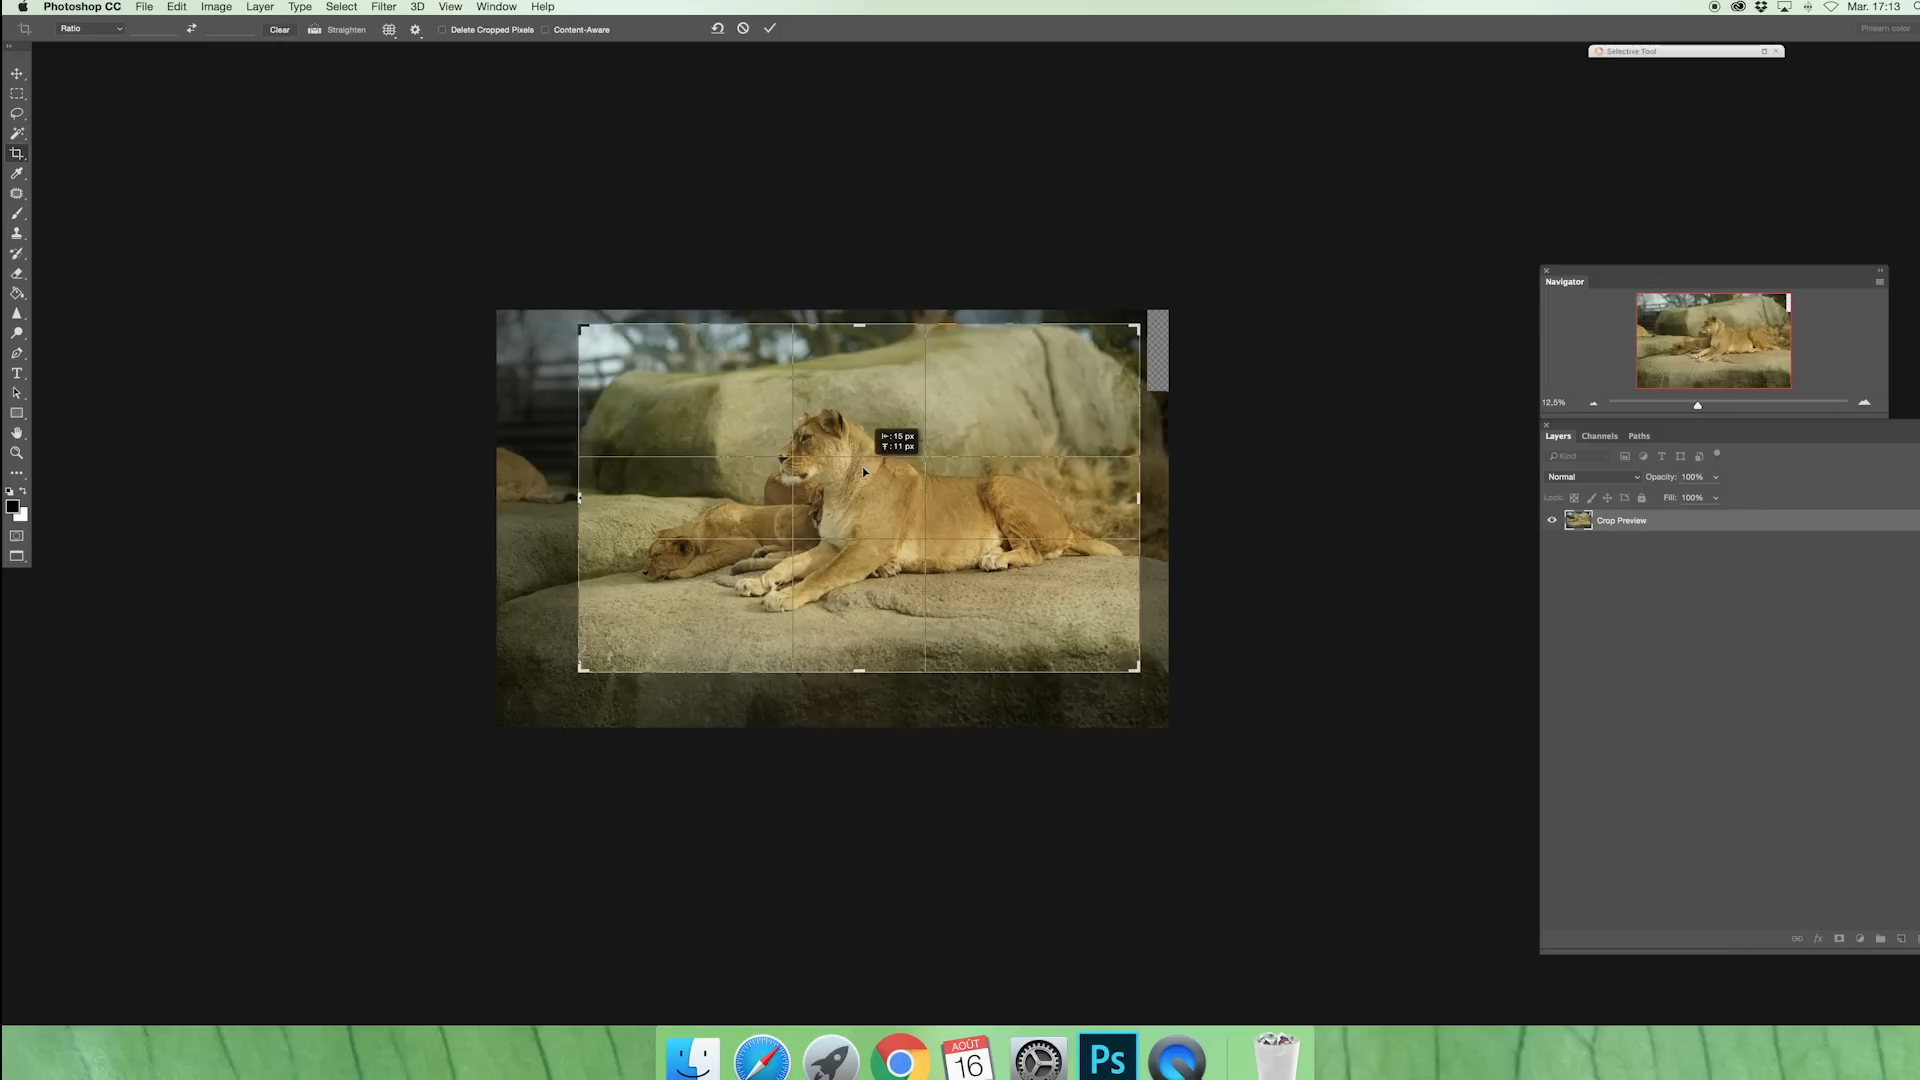 Photoshop CC File Edit Image Layer Type Select Filter 3D View Window Help Mar. 17:13
Ratio Clear Straighten Delete Cropped Pixels Content-Aware Phlearn color
Selective Tool
Navigator
12,5%
: 15 px
: 11 px
Layers Channels Paths
Kind
Normal Opacity: 100%
Lock: Fill: 100%
Crop Preview
AOÛT
16
Ps